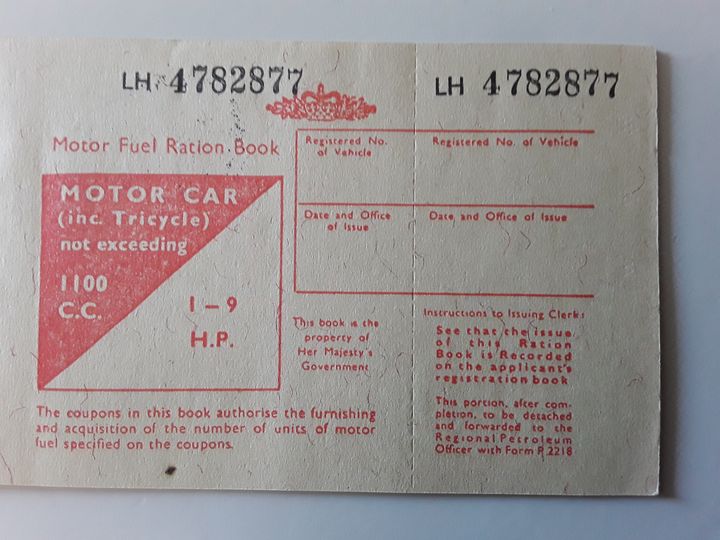 LH 4782877
Motor Fuel Ration Book
MOTOR CAR
(inc. Tricycle)
not exceeding
1100
C.C.
1 – 9
H.P.
Registered No.
of Vehicle
Date and Office
of Issue
This book is the
property of
Her Majesty's
Government
The coupons in this book authorise the furnishing
and acquisition of the number of units of motor
fuel specified on the coupons.
LH 4782877
Registered No. of Vehicle
Date and Office of Issue
Instructions to Issuing Clerk:
See that the issue
of this Ration
Book is Recorded
on the applicant's
registration book
This portion, after com-
pletion, to be detached
and forwarded to the
Regional Petroleum
Officer with Form P.2218